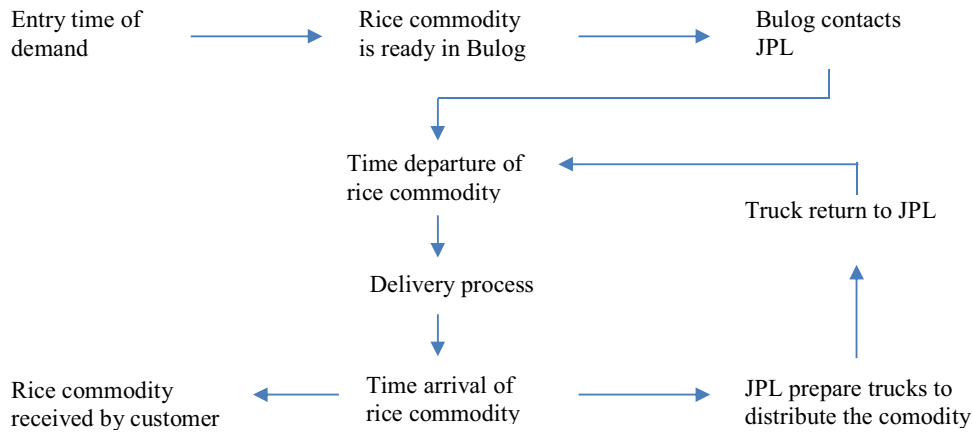 Entry time of
demand
Rice commodity
is ready in Bulog
Bulog contacts
JPL
Time departure of
rice commodity
Truck return to JPL
Delivery process
Rice commodity
received by customer
Time arrival of
rice commodity
JPL prepare trucks to
distribute the comodity